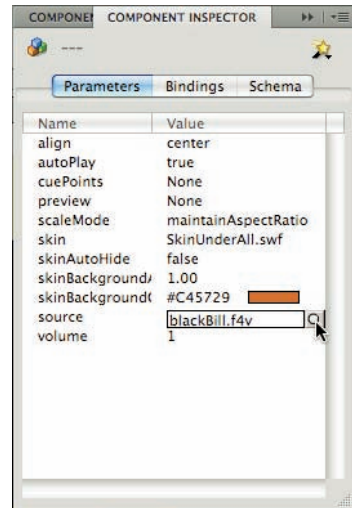 COMPONE COMPONENT INSPECTOR
---
Parameters Bindings Schema
Name Value
align center
autoPlay true
cuePoints None
preview None
scaleMode maintainAspectRatio
skin SkinUnderAll.swf
skinAutoHide false
skinBackground 1.00
skinBackground #C45729
source blackBill.f4v
volume 1